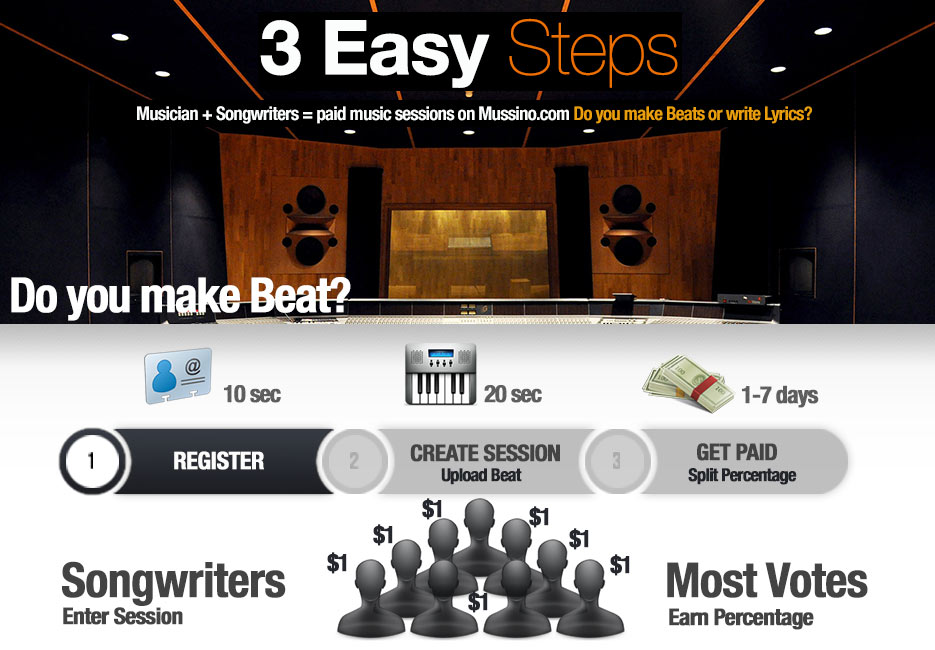 3 Easy Steps
Musician + Songwriters = paid music sessions on Mussino.com Do you make Beats or write Lyrics?
Do you make Beat?
@
10 sec
20 sec
1-7 days
1
REGISTER
2
CREATE SESSION
Upload Beat
3
GET PAID
Split Percentage
$1
$1
$1
$1
$1
$1
$1
Songwriters
Enter Session
Most Votes
Earn Percentage